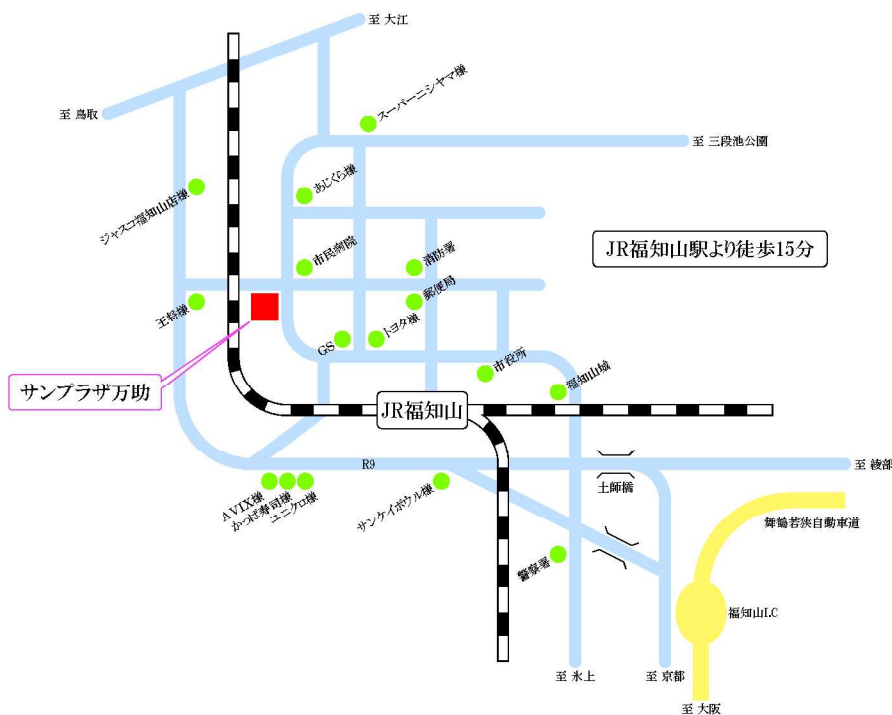 至 大江
至 鳥取
スーパーニシヤマ様
至 三段池公園
ジャスコ福知山店様
あじくら様
市民病院
消防署
JR福知山駅より徒歩15分
郵便局
王将様
GS
トヨタ様
市役所
福知山城
サンプラザ万助
JR福知山
R9
至 綾部
土師橋
AVIX様
かっぱ寿司様
ユニクロ様
サンケイボウル様
舞鶴若狭自動車道
警察署
福知山I.C
至 氷上
至 京都
至 大阪